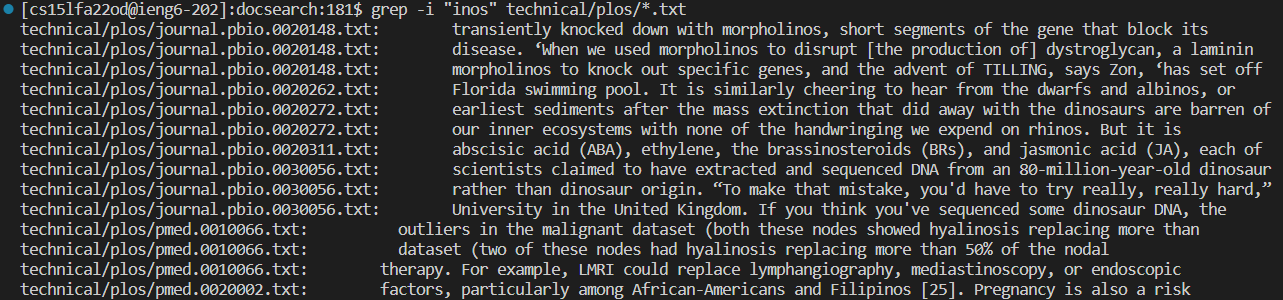 [cs15lfa22od@ieng6-202]:docsearch:181$ grep -i "inos" technical/plos/*.txt
technical/plos/journal.pbio.0020148.txt:        transiently knocked down with morpholinos, short segments of the gene that block its
technical/plos/journal.pbio.0020148.txt:        disease. ‘When we used morpholinos to disrupt [the production of] dystroglycan, a laminin
technical/plos/journal.pbio.0020148.txt:        morpholinos to knock out specific genes, and the advent of TILLING, says Zon, ‘has set off
technical/plos/journal.pbio.0020262.txt:        Florida swimming pool. It is similarly cheering to hear from the dwarfs and albinos, or
technical/plos/journal.pbio.0020272.txt:        earliest sediments after the mass extinction that did away with the dinosaurs are barren of
technical/plos/journal.pbio.0020272.txt:        our inner ecosystems with none of the handwringing we expend on rhinos. But it is
technical/plos/journal.pbio.0020311.txt:        abscisic acid (ABA), ethylene, the brassinosteroids (BRs), and jasmonic acid (JA), each of
technical/plos/journal.pbio.0030056.txt:        scientists claimed to have extracted and sequenced DNA from an 80-million-year-old dinosaur
technical/plos/journal.pbio.0030056.txt:        rather than dinosaur origin. “To make that mistake, you'd have to try really, really hard,”
technical/plos/journal.pbio.0030056.txt:        University in the United Kingdom. If you think you've sequenced some dinosaur DNA, the
technical/plos/pmed.0010066.txt:          outliers in the malignant dataset (both these nodes showed hyalinosis replacing more than
technical/plos/pmed.0010066.txt:          dataset (two of these nodes had hyalinosis replacing more than 50% of the nodal
technical/plos/pmed.0010066.txt:        therapy. For example, LMRI could replace lymphangiography, mediastinoscopy, or endoscopic
technical/plos/pmed.0020002.txt:        factors, particularly among African-Americans and Filipinos [25]. Pregnancy is also a risk